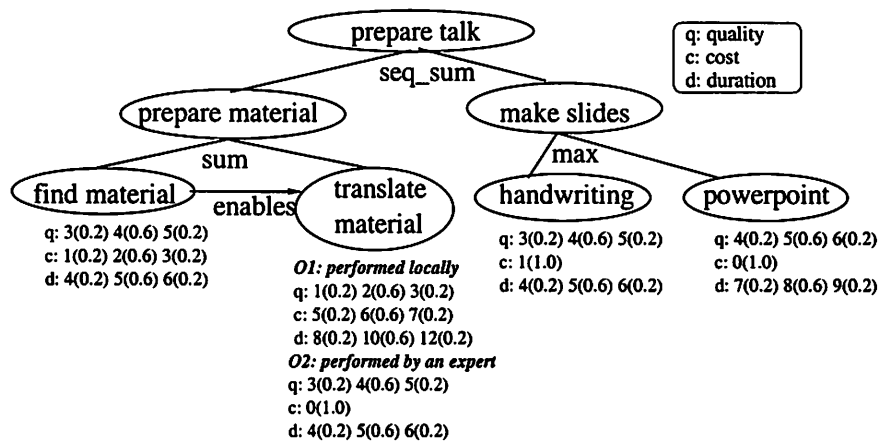 prepare talk
q: quality
c: cost
d: duration
seq_sum
prepare material
make slides
sum
max
find material
enables
translate
material
handwriting
powerpoint
q: 3(0.2) 4(0.6) 5(0.2)
c: 1(0.2) 2(0.6) 3(0.2)
d: 4(0.2) 5(0.6) 6(0.2)
O1: performed locally
q: 1(0.2) 2(0.6) 3(0.2)
c: 5(0.2) 6(0.6) 7(0.2)
d: 8(0.2) 10(0.6) 12(0.2)
O2: performed by an expert
q: 3(0.2) 4(0.6) 5(0.2)
c: 0(1.0)
d: 4(0.2) 5(0.6) 6(0.2)
q: 3(0.2) 4(0.6) 5(0.2)
c: 1(1.0)
d: 4(0.2) 5(0.6) 6(0.2)
q: 4(0.2) 5(0.6) 6(0.2)
c: 0(1.0)
d: 7(0.2) 8(0.6) 9(0.2)